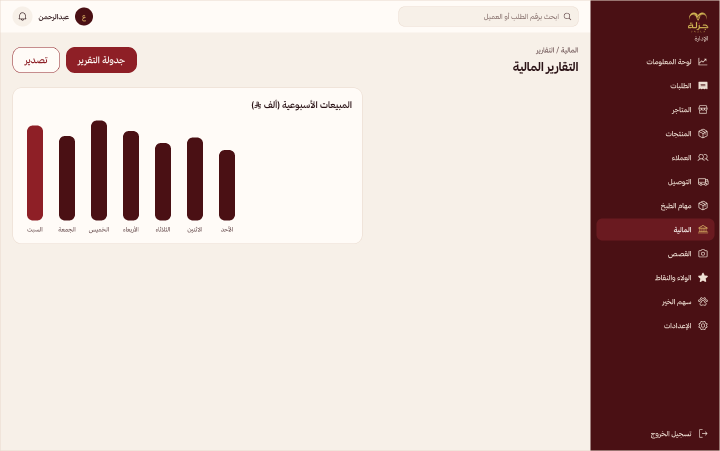 جزلة
الإدارة
لوحة المعلومات
الطلبات
المتاجر
المنتجات
العملاء
التوصيل
مهام الطبخ
المالية
القصص
الولاء والنقاط
سهم الخير
الإعدادات
تسجيل الخروج
ابحث برقم الطلب أو العميل
عبدالرحمن
ع
المالية / التقارير
التقارير المالية
جدولة التقرير
تصدير
المبيعات الأسبوعية (ألف ⃁)
الأحد
الاثنين
الثلاثاء
الأربعاء
الخميس
الجمعة
السبت